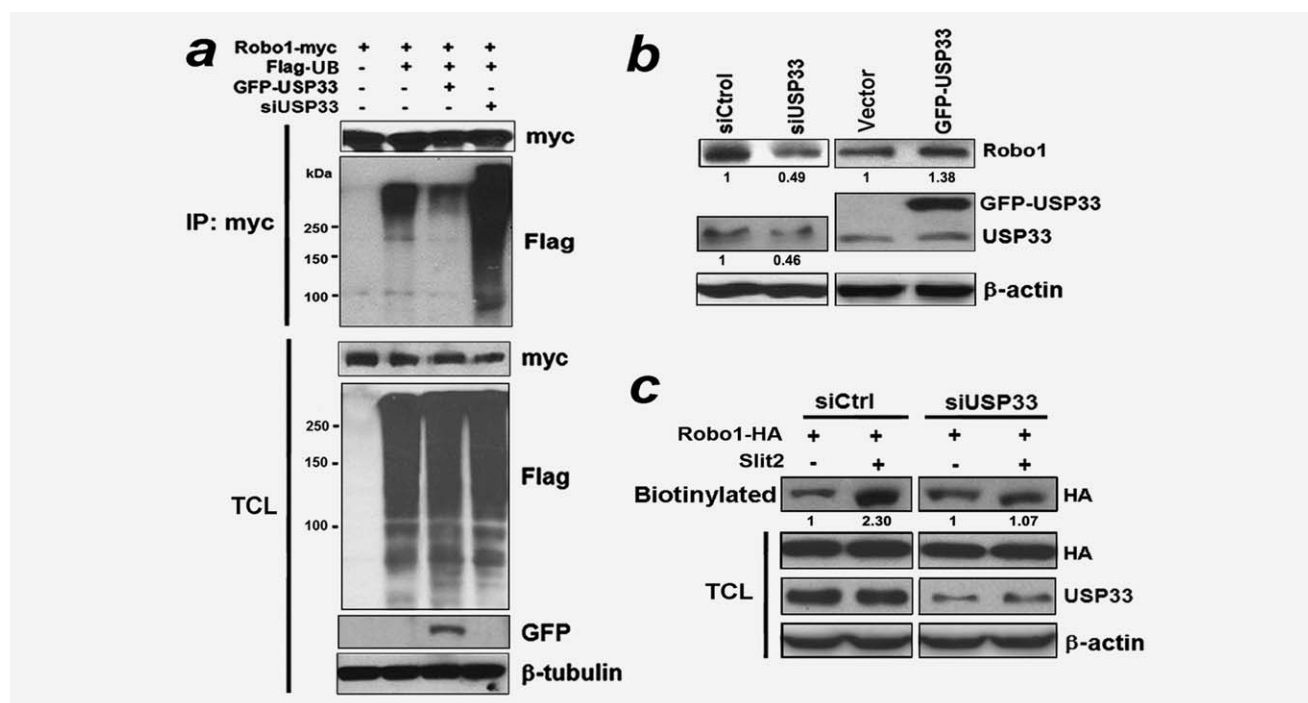 a
Robo1-myc + + + +
Flag-UB - + + +
GFP-USP33 - - + -
siUSP33 - - - +
myc
kDa
IP: myc
250
150
100
Flag
myc
250
150
100
Flag
TCL
GFP
β-tubulin
b
siCtrol siUSP33 Vector GFP-USP33
Robo1
1 0.49 1 1.38
GFP-USP33
USP33
1 0.46
β-actin
c
siCtrl siUSP33
Robo1-HA + + + +
Slit2 - + - +
Biotinylated HA
1 2.30 1 1.07
HA
TCL USP33
β-actin